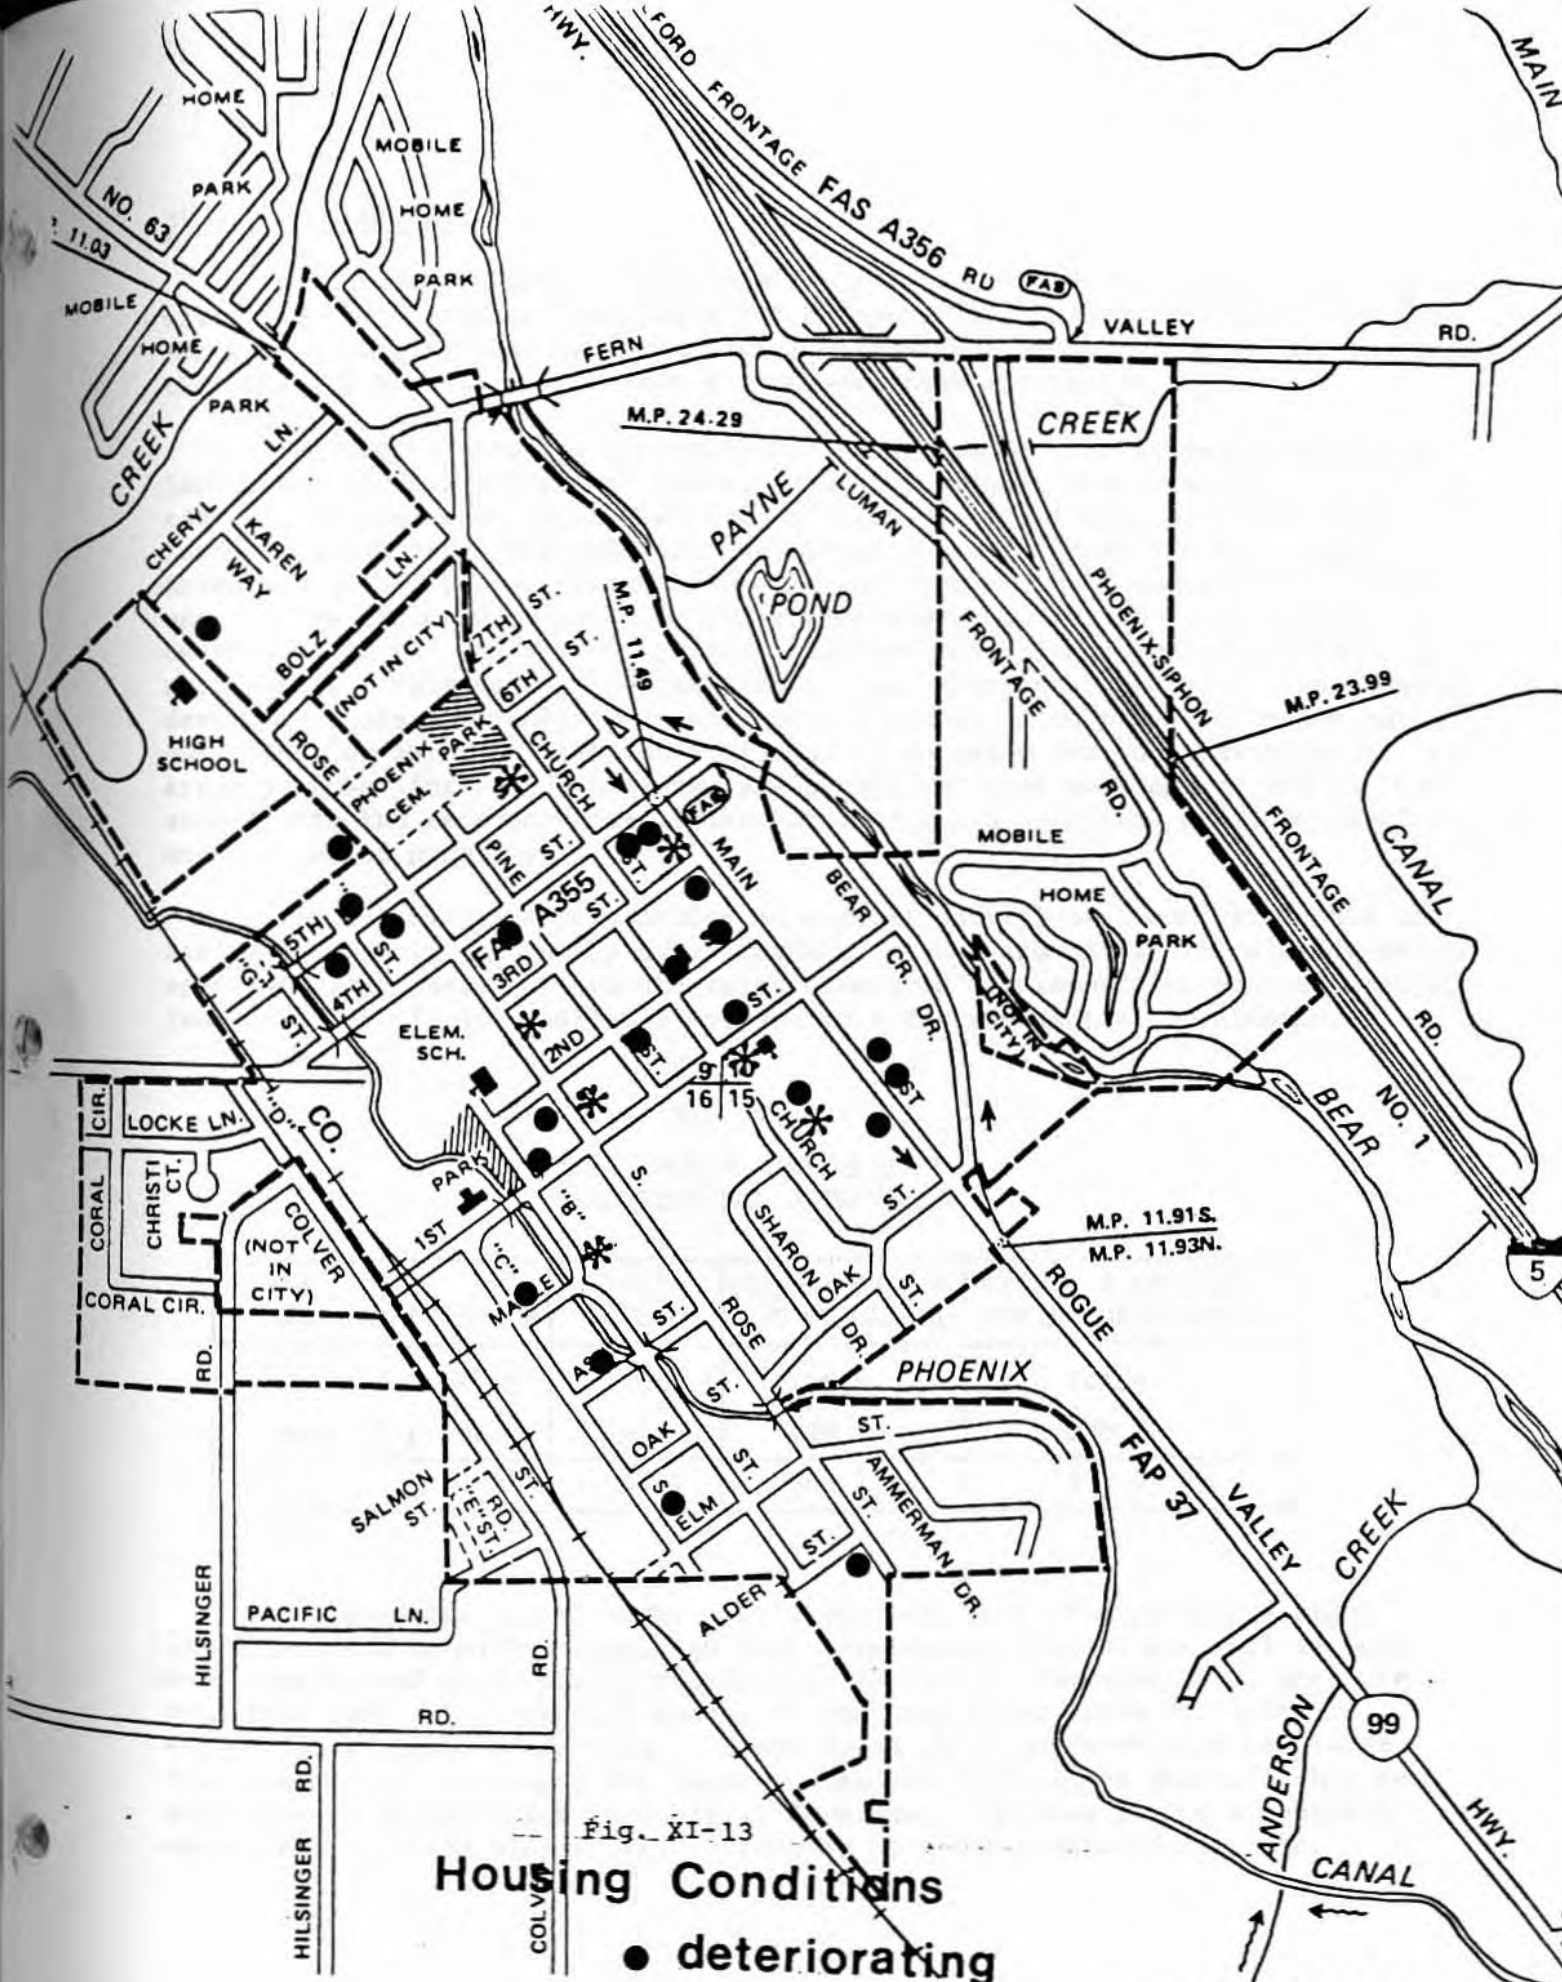 HWY.
FORD FRONTAGE FAS A356 RD
FAS
MAIN
HOME
PARK
MOBILE
HOME
PARK
NO. 63
11.03
MOBILE
HOME
PARK
CREEK
FERN
VALLEY
RD.
M.P. 24.29
CREEK
PAYNE
POND
LUMAN
FRONTAGE
RD.
CHERYL
LN.
KAREN
WAY
BOLZ
LN.
(NOT IN CITY)
7TH
ST.
6TH
ST.
M.P. 11.49
PHOENIX-SIPHON
M.P. 23.99
FRONTAGE
RD.
NO. 1
CANAL
HIGH
SCHOOL
ROSE
PHOENIX
CEM.
PARK
CHURCH
PINE
ST.
FAS
MAIN
MOBILE
HOME
PARK
(NOT IN
CITY)
BEAR
CR. DR.
FAS A355
ST.
ST.
3RD
2ND
ST.
ST.
5TH
4TH
ST.
"G"
ST.
ELEM.
SCH.
9 10
16 15
CHURCH
ST.
ST
BEAR
CREEK
CO.
"D"
CIR.
LOCKE LN.
CORAL
CHRISTI
CT.
CORAL CIR.
(NOT
IN
CITY)
COLVER
RD.
PARK
1ST
"B"
"C"
MAPLE
S.
ROSE
ST.
SHARON
OAK
ST.
DR.
M.P. 11.91S.
M.P. 11.93N.
5
ROGUE
VALLEY
HWY.
FAP 37
99
PHOENIX
CANAL
ST.
OAK
ST.
ST.
ELM
ST.
AMMERMAN
DR.
ST.
ALDER
SALMON
ST.
"E" ST.
RD.
ST.
HILSINGER
PACIFIC LN.
RD.
RD.
HILSINGER
RD.
COLVER
ANDERSON
CREEK
Fig. XI-13
Housing Conditions
deteriorating